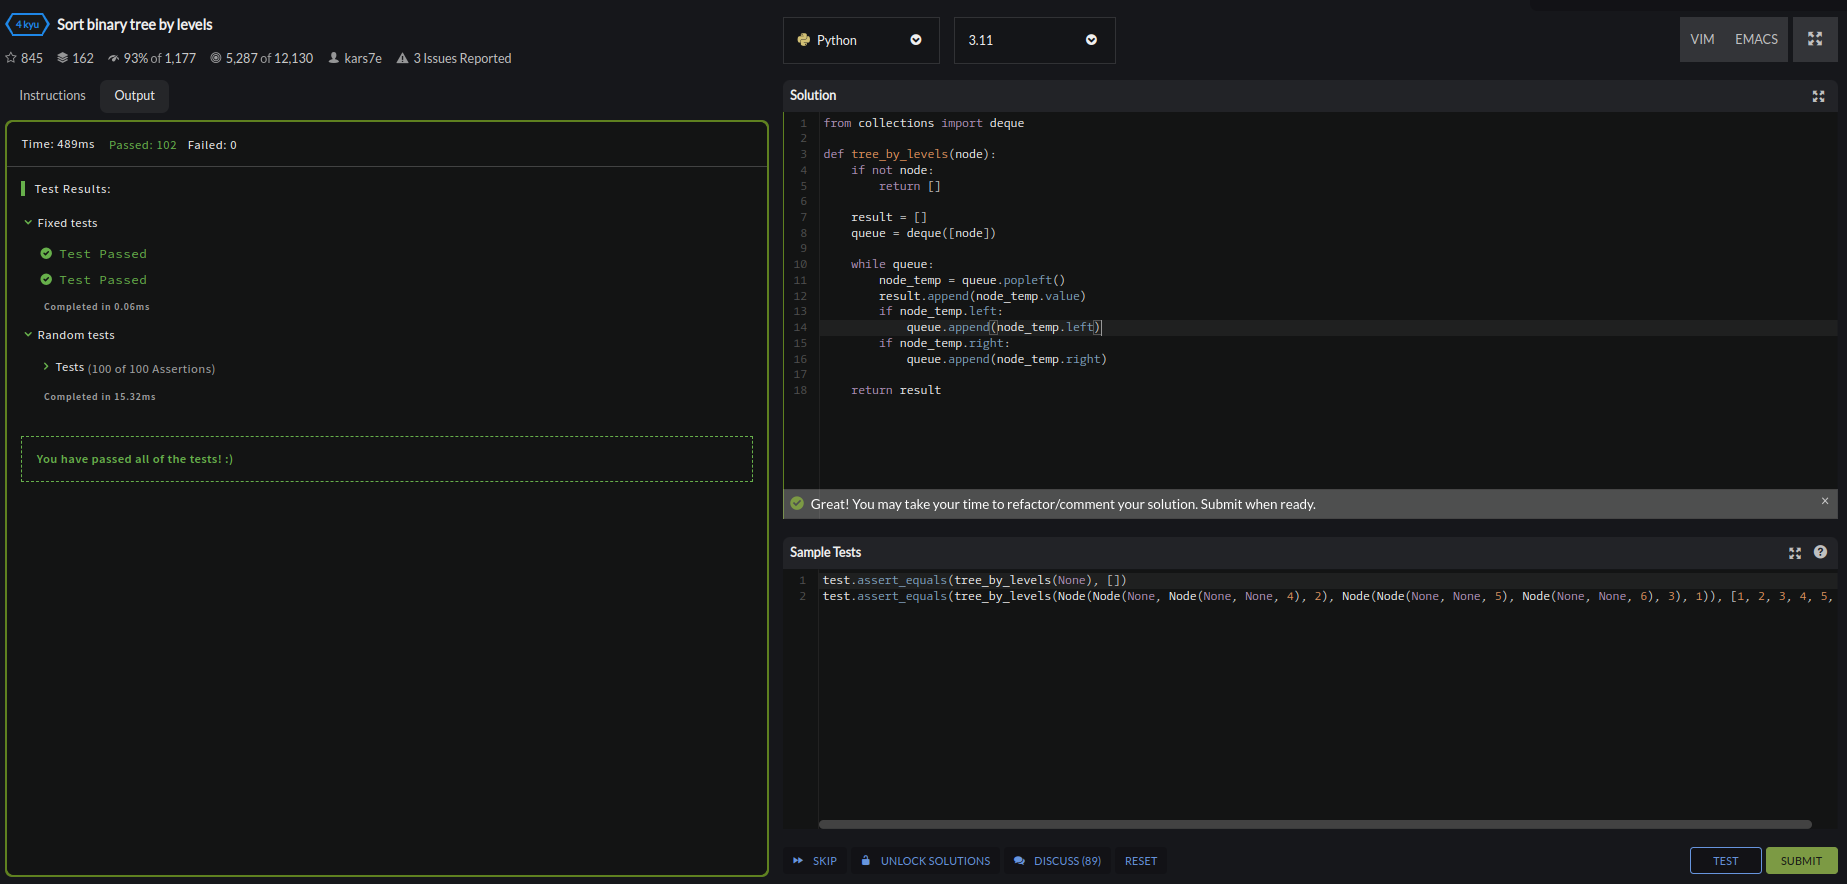 4 kyu Sort binary tree by levels
845 162 93% of 1,177 5,287 of 12,130 kars7e 3 Issues Reported
Instructions Output
Time: 489ms Passed: 102 Failed: 0
Test Results:
Fixed tests
Test Passed
Test Passed
Completed in 0.06ms
Random tests
Tests (100 of 100 Assertions)
Completed in 15.32ms
You have passed all of the tests! :)
Python 3.11 VIM EMACS
Solution
1 from collections import deque
2
3 def tree_by_levels(node):
4     if not node:
5         return []
6
7     result = []
8     queue = deque([node])
9
10     while queue:
11         node_temp = queue.popleft()
12         result.append(node_temp.value)
13         if node_temp.left:
14             queue.append(node_temp.left)
15         if node_temp.right:
16             queue.append(node_temp.right)
17
18     return result
Great! You may take your time to refactor/comment your solution. Submit when ready. ×
Sample Tests ?
1 test.assert_equals(tree_by_levels(None), [])
2 test.assert_equals(tree_by_levels(Node(Node(None, Node(None, None, 4), 2), Node(Node(None, None, 5), Node(None, None, 6), 3), 1)), [1, 2, 3, 4, 5,
SKIP UNLOCK SOLUTIONS DISCUSS (89) RESET TEST SUBMIT